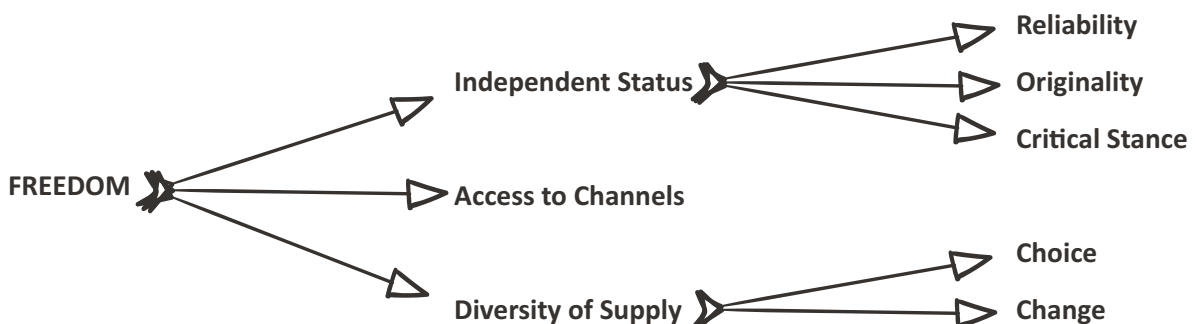 Reliability
Independent Status
Originality
Critical Stance
FREEDOM
Access to Channels
Choice
Diversity of Supply
Change